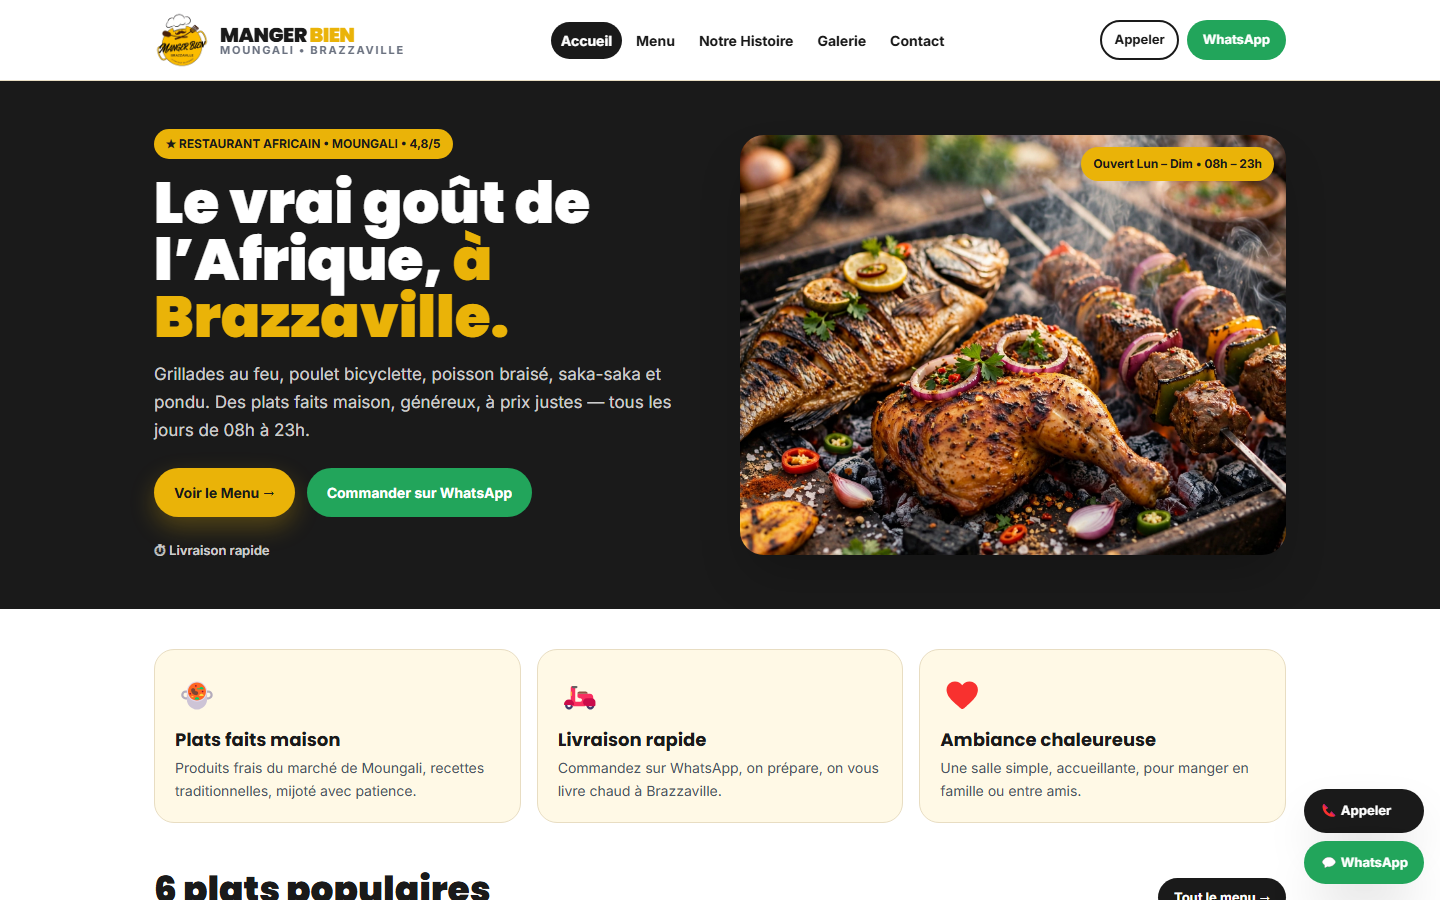 MANGER BIEN
BRAZZAVILLE
MANGER BIEN
MOUNGALI • BRAZZAVILLE
Accueil
Menu
Notre Histoire
Galerie
Contact
Appeler
WhatsApp
★ RESTAURANT AFRICAIN • MOUNGALI • 4,8/5
Le vrai goût de
l’Afrique, à
Brazzaville.
Grillades au feu, poulet bicyclette, poisson braisé, saka-saka et
pondu. Des plats faits maison, généreux, à prix justes — tous les
jours de 08h à 23h.
Voir le Menu →
Commander sur WhatsApp
⏱ Livraison rapide
Ouvert Lun – Dim • 08h – 23h
Plats faits maison
Produits frais du marché de Moungali, recettes
traditionnelles, mijoté avec patience.
Livraison rapide
Commandez sur WhatsApp, on prépare, on vous
livre chaud à Brazzaville.
Ambiance chaleureuse
Une salle simple, accueillante, pour manger en
famille ou entre amis.
6 plats populaires
Tout le menu →
Appeler
WhatsApp